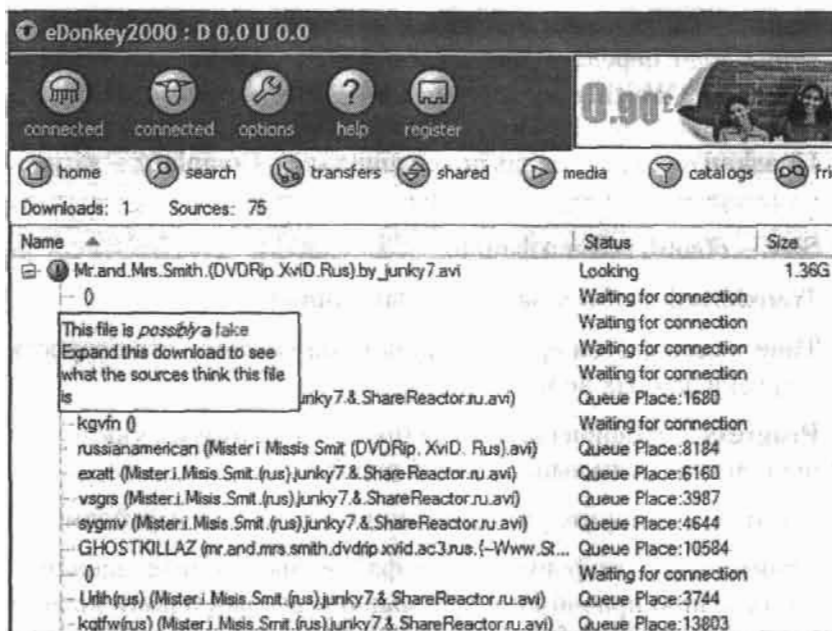 eDonkey2000 : D 0.0 U 0.0
connected connected options help register
home search transfers shared media catalogs fri
Downloads: 1 Sources: 75
Name Status Size
Mr.and.Mrs.Smith.(DVDRip.XviD.Rus).by_junky7.avi Looking 1.36G
() Waiting for connection
This file is possibly a fake
Expand this download to see
what the sources think this file
is
Waiting for connection
Waiting for connection
Waiting for connection
unky7.&.ShareReactor.ru.avi) Queue Place:1680
kgvfn () Waiting for connection
russianamerican (Mister i Missis Smit (DVDRip, XviD, Rus).avi) Queue Place:8184
exatt (Mister.i.Misis.Smit.(rus).junky7.&.ShareReactor.ru.avi) Queue Place:6160
vsgrs (Mister.i.Misis.Smit.(rus).junky7.&.ShareReactor.ru.avi) Queue Place:3987
sygmv (Mister.i.Misis.Smit.(rus).junky7.&.ShareReactor.ru.avi) Queue Place:4644
GHOSTKILLAZ (mr.and.mrs.smith.dvdrip.xvid.ac3.rus.{--Www.St... Queue Place:10584
() Waiting for connection
Urlih(rus) (Mister.i.Misis.Smit.(rus).junky7.&.ShareReactor.ru.avi) Queue Place:3744
kgtfw(rus) (Mister.i.Misis.Smit.(rus).junky7.&.ShareReactor.ru.avi) Queue Place:13803